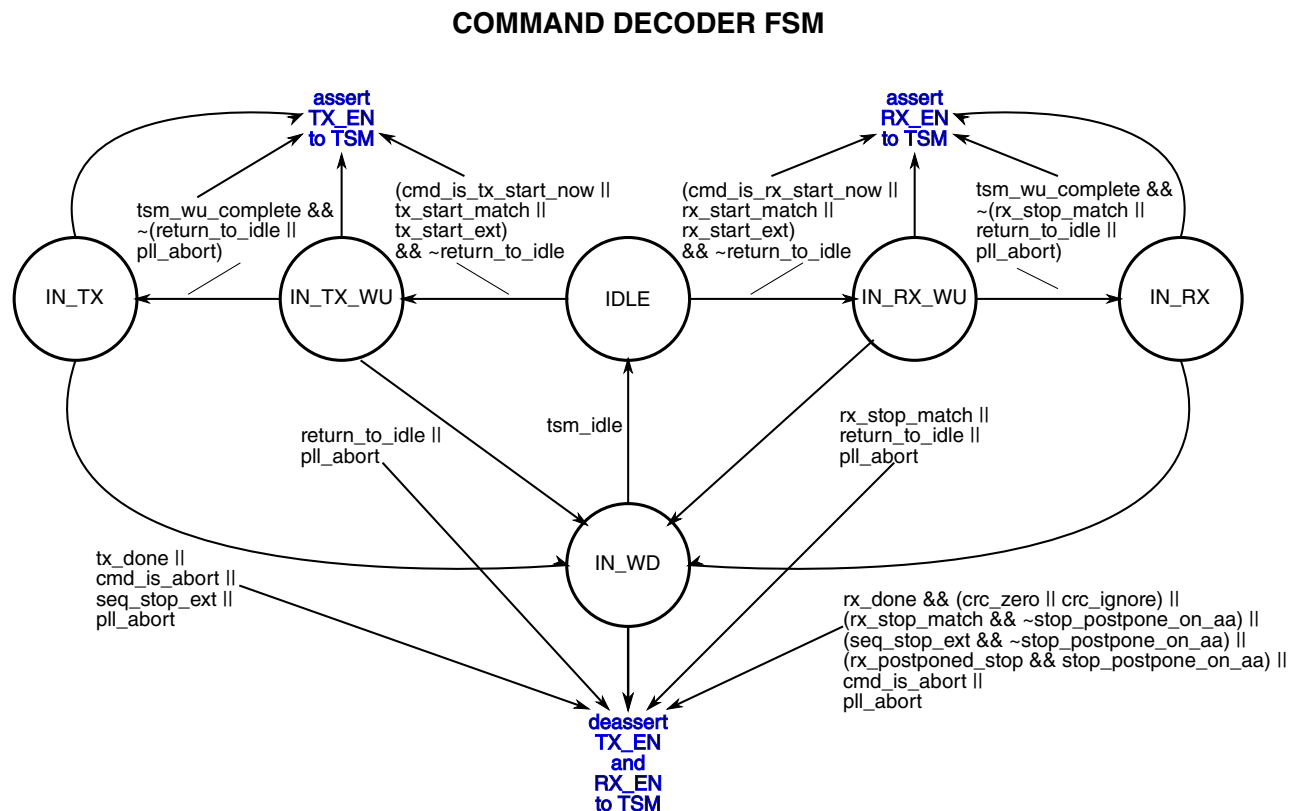 COMMAND DECODER FSM
assert
TX_EN
to TSM
assert
RX_EN
to TSM
tsm_wu_complete &&
~(return_to_idle ||
pll_abort)
(cmd_is_tx_start_now ||
tx_start_match ||
tx_start_ext)
&& ~return_to_idle
(cmd_is_rx_start_now ||
rx_start_match ||
rx_start_ext)
&& ~return_to_idle
tsm_wu_complete &&
~(rx_stop_match ||
return_to_idle ||
pll_abort)
IN_TX
IN_TX_WU
IDLE
IN_RX_WU
IN_RX
return_to_idle ||
pll_abort
tsm_idle
rx_stop_match ||
return_to_idle ||
pll_abort
IN_WD
tx_done ||
cmd_is_abort ||
seq_stop_ext ||
pll_abort
rx_done && (crc_zero || crc_ignore) ||
(rx_stop_match && ~stop_postpone_on_aa) ||
(seq_stop_ext && ~stop_postpone_on_aa) ||
(rx_postponed_stop && stop_postpone_on_aa) ||
cmd_is_abort ||
pll_abort
deassert
TX_EN
and
RX_EN
to TSM